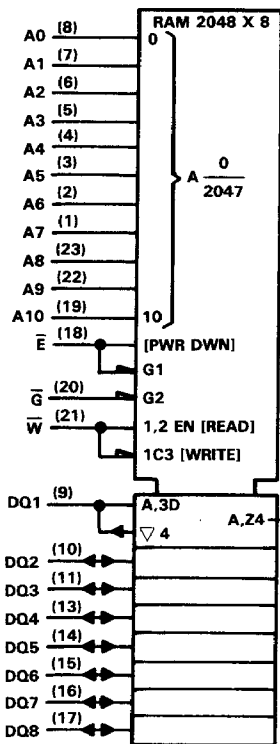 RAM 2048 X 8
A0 (8) 0
A1 (7)
A2 (6)
A3 (5)
A4 (4)
A5 (3) A 0/2047
A6 (2)
A7 (1)
A8 (23)
A9 (22)
A10 (19) 10
E̅ (18) [PWR DWN]
G1
G̅ (20) G2
W̅ (21) 1,2 EN [READ]
1C3 [WRITE]
DQ1 (9) A,3D
A,Z4
▽ 4
DQ2 (10)
DQ3 (11)
DQ4 (13)
DQ5 (14)
DQ6 (15)
DQ7 (16)
DQ8 (17)